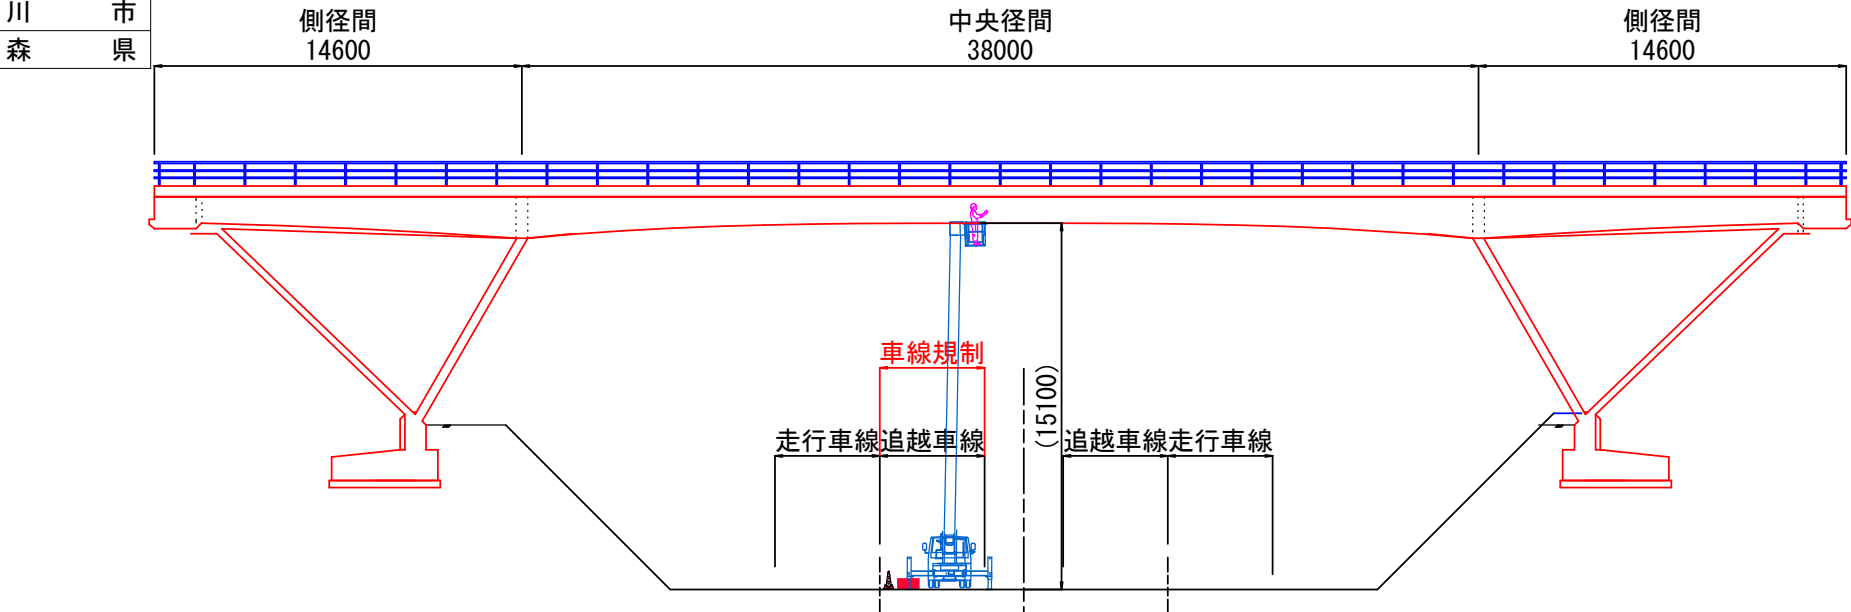 川 市
森 県
側径間
14600
中央径間
38000
側径間
14600
車線規制
(15100)
走行車線
追越車線
追越車線
走行車線